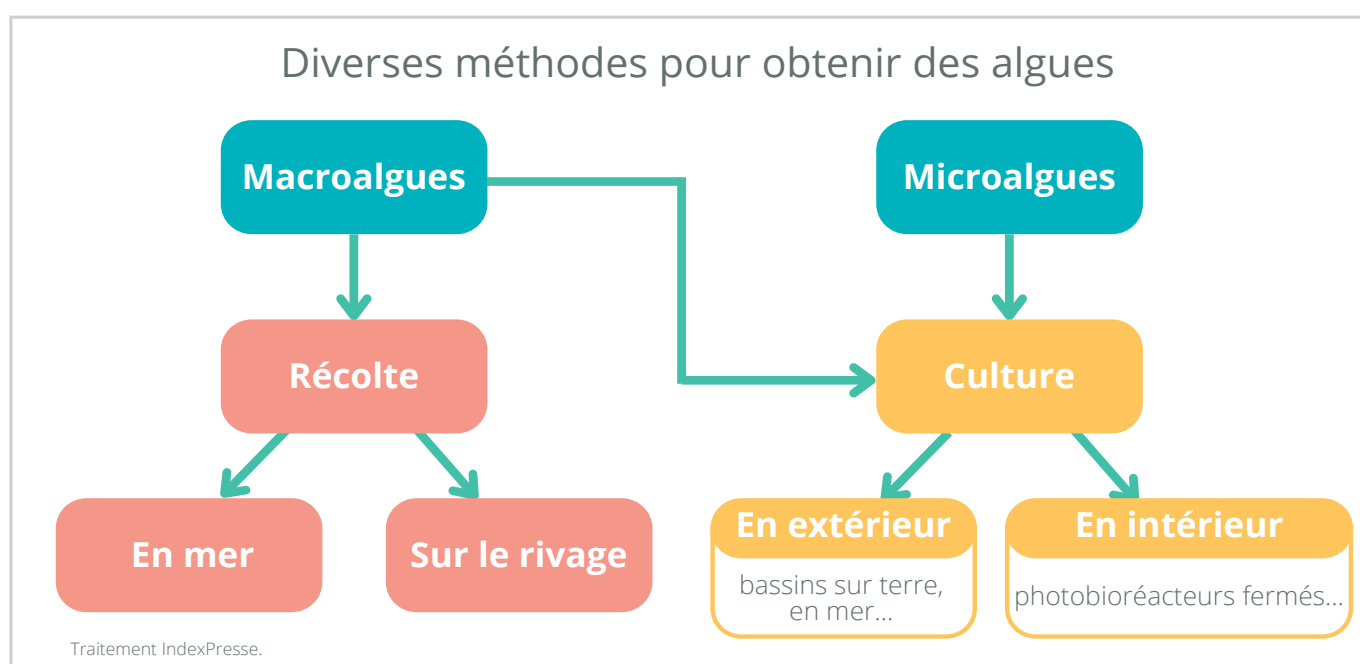 Diverses méthodes pour obtenir des algues
Macroalgues
Microalgues
Récolte
Culture
En mer
Sur le rivage
En extérieur
bassins sur terre,
en mer...
En intérieur
photobioréacteurs fermés...
Traitement IndexPresse.